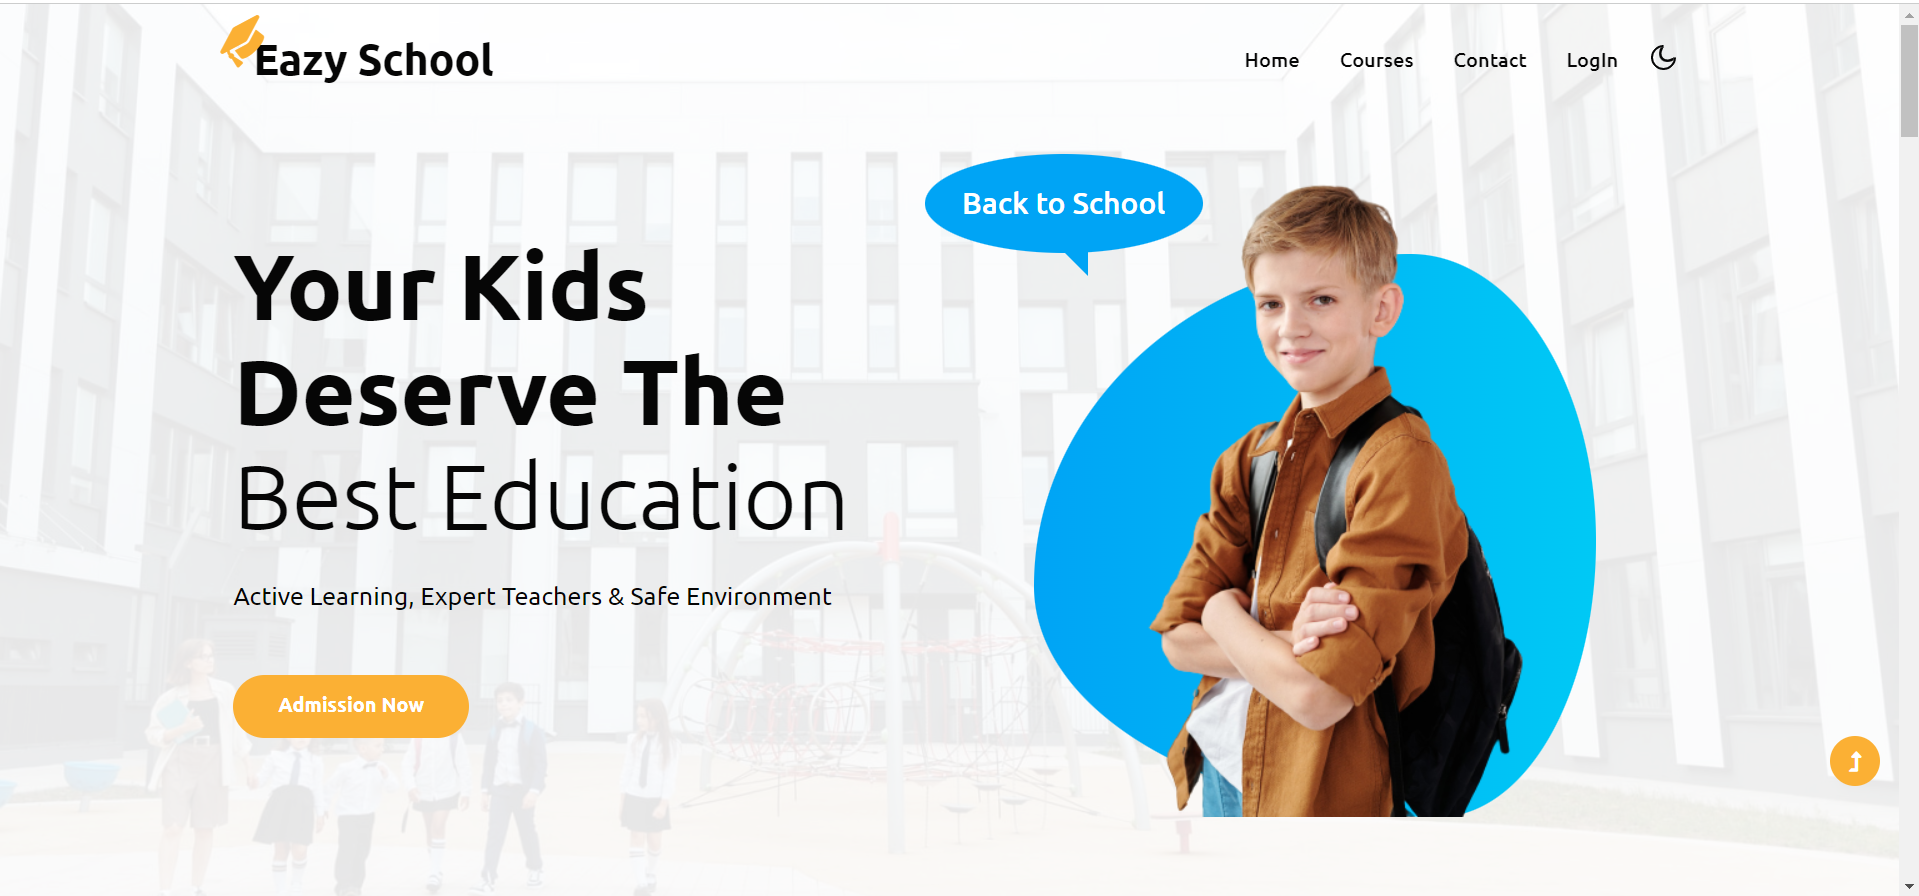 Eazy School
Home Courses Contact LogIn
Back to School
Your Kids
Deserve The
Best Education
Active Learning, Expert Teachers & Safe Environment
Admission Now